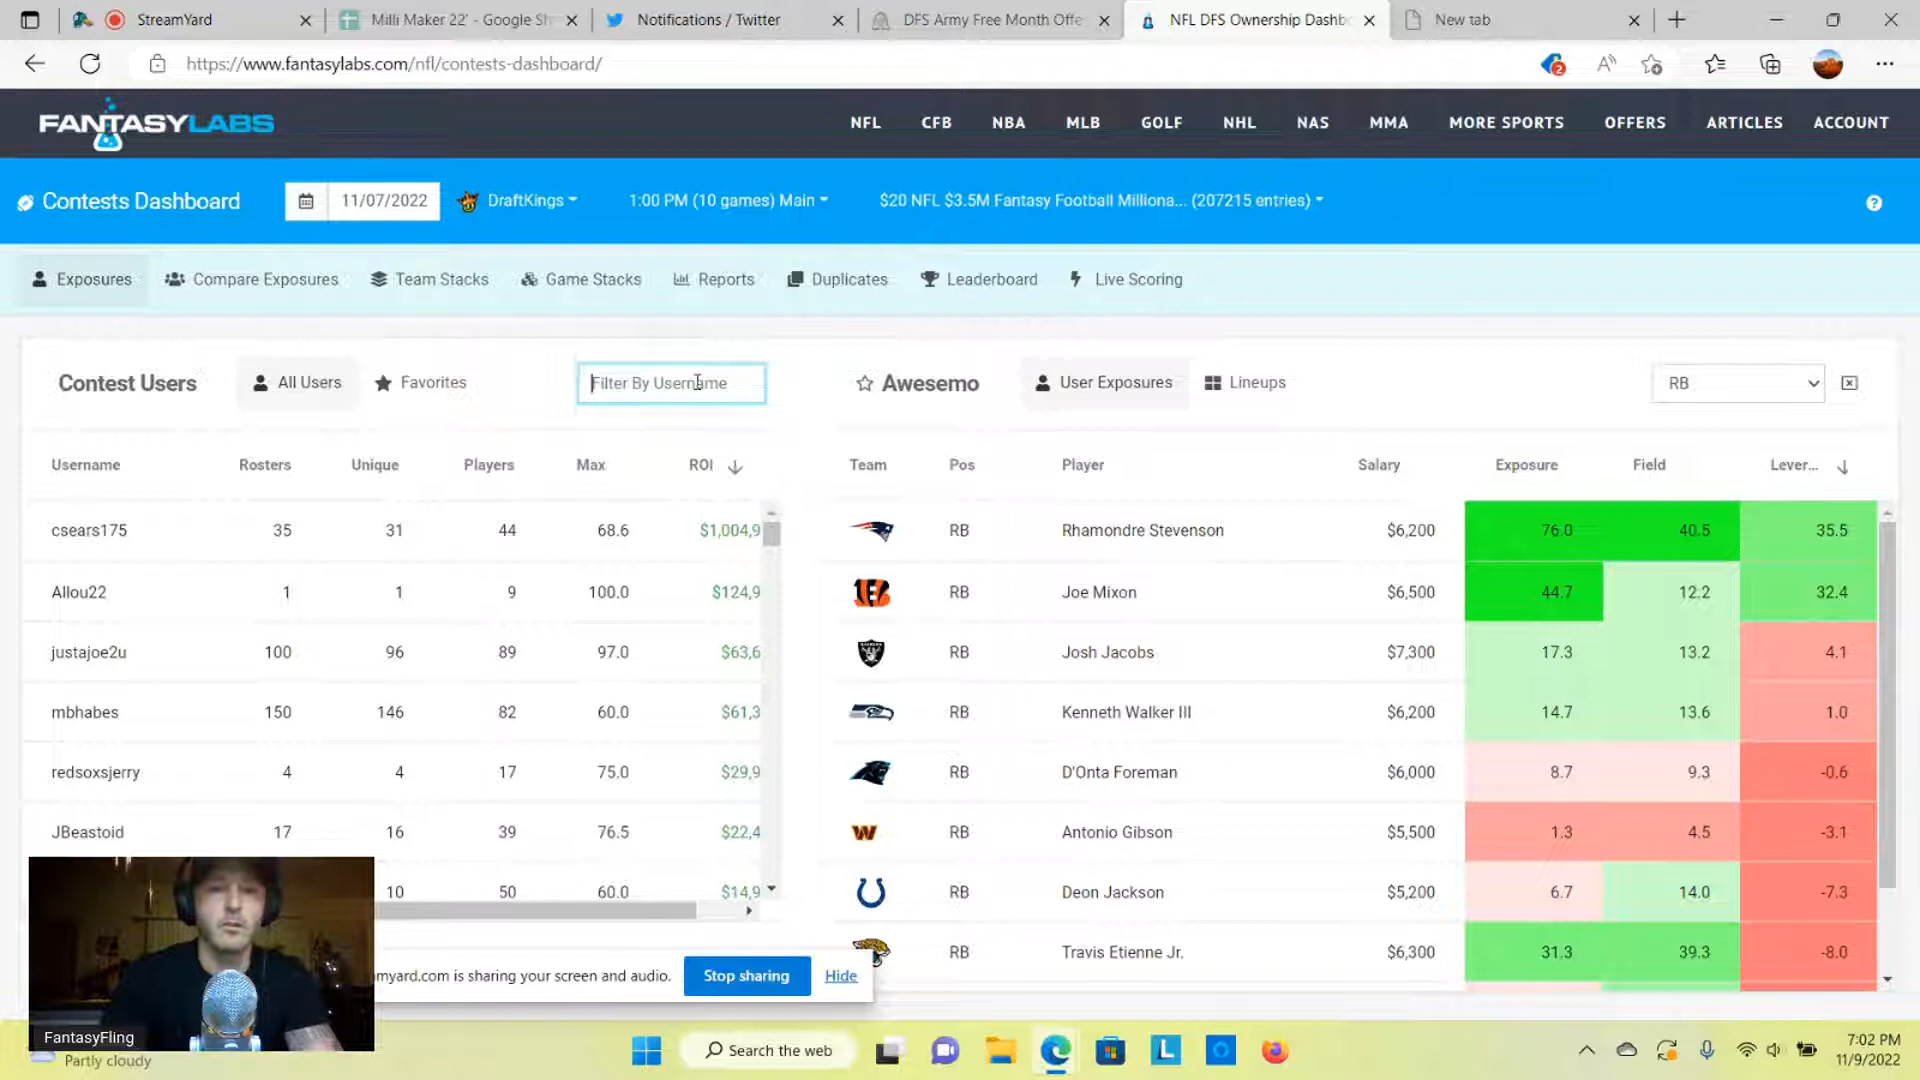 StreamYard
Milli Maker 22' - Google Sh
Notifications / Twitter
DFS Army Free Month Offe
NFL DFS Ownership Dashb
New tab
https://www.fantasylabs.com/nfl/contests-dashboard/
2
FANTASYLABS
NFL CFB NBA MLB GOLF NHL NAS MMA MORE SPORTS OFFERS ARTICLES ACCOUNT
Contests Dashboard 11/07/2022 DraftKings 1:00 PM (10 games) Main $20 NFL $3.5M Fantasy Football Milliona... (207215 entries)
Exposures Compare Exposures Team Stacks Game Stacks Reports Duplicates Leaderboard Live Scoring
Contest Users All Users Favorites Filter By Username
Awesemo User Exposures Lineups RB
Username Rosters Unique Players Max ROI
csears175 35 31 44 68.6 $1,004,9
Allou22 1 1 9 100.0 $124,9
justajoe2u 100 96 89 97.0 $63,6
mbhabes 150 146 82 60.0 $61,3
redsoxsjerry 4 4 17 75.0 $29,9
JBeastoid 17 16 39 76.5 $22,4
10 50 60.0 $14,9
Team Pos Player Salary Exposure Field Lever...
RB Rhamondre Stevenson $6,200 76.0 40.5 35.5
RB Joe Mixon $6,500 44.7 12.2 32.4
RB Josh Jacobs $7,300 17.3 13.2 4.1
RB Kenneth Walker III $6,200 14.7 13.6 1.0
RB D'Onta Foreman $6,000 8.7 9.3 -0.6
W RB Antonio Gibson $5,500 1.3 4.5 -3.1
RB Deon Jackson $5,200 6.7 14.0 -7.3
RB Travis Etienne Jr. $6,300 31.3 39.3 -8.0
myard.com is sharing your screen and audio. Stop sharing Hide
FantasyFling
Partly cloudy
Search the web
L
7:02 PM
11/9/2022